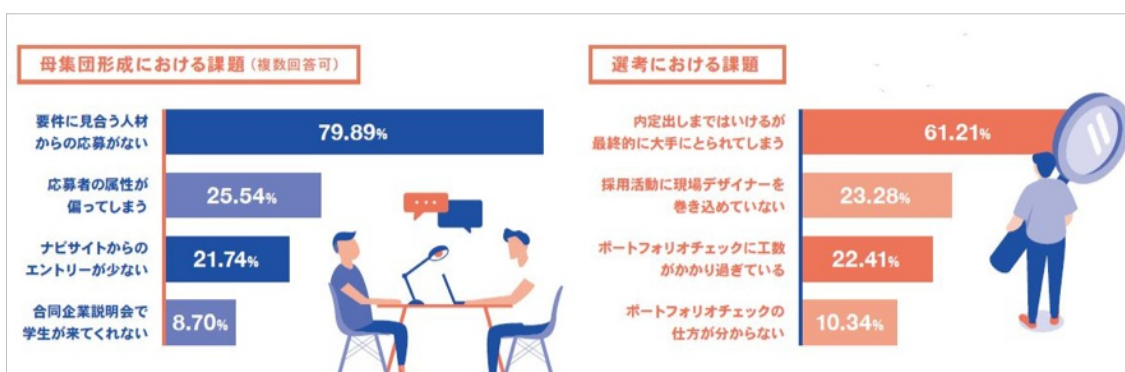 母集団形成における課題（複数回答可）
要件に見合う人材
からの応募がない
79.89%
応募者の属性が
偏ってしまう
25.54%
ナビサイトからの
エントリーが少ない
21.74%
合同企業説明会で
学生が来てくれない
8.70%
選考における課題
内定出しまではいけるが
最終的に大手にとられてしまう
61.21%
採用活動に現場デザイナーを
巻き込めていない
23.28%
ポートフォリオチェックに工数
がかかり過ぎている
22.41%
ポートフォリオチェックの
仕方が分からない
10.34%